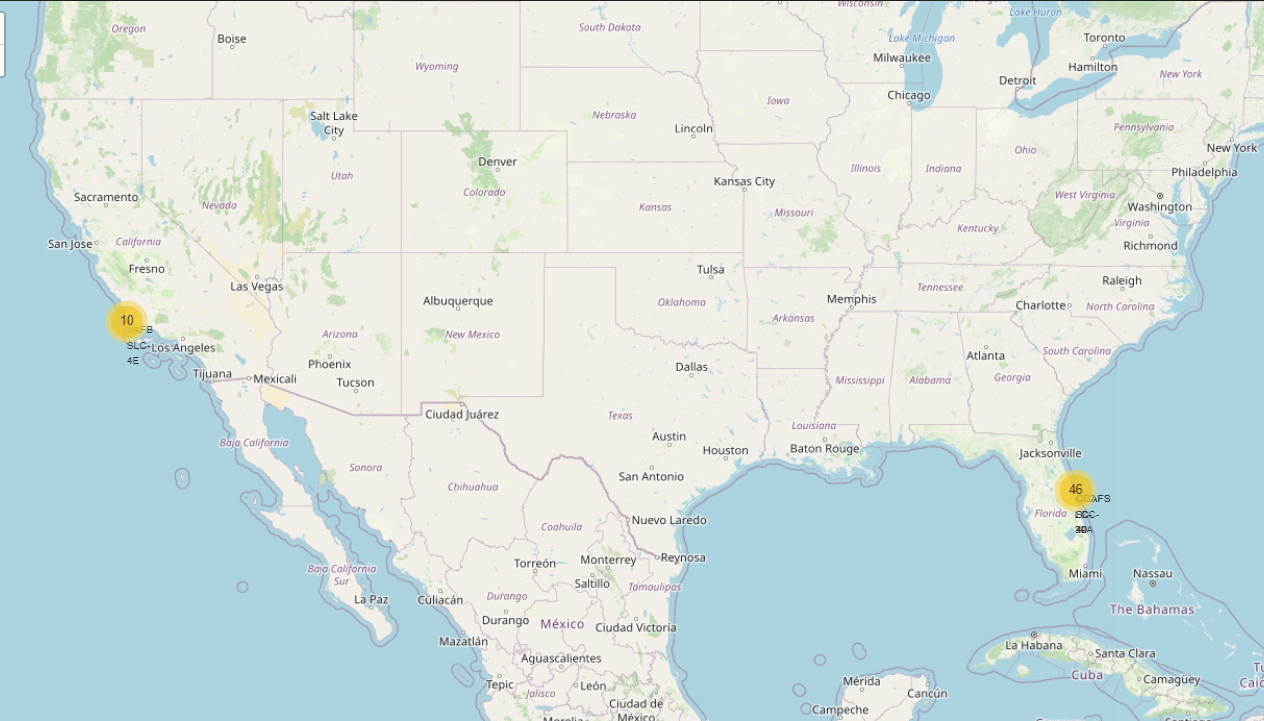 Wisconsin
Lake Huron
Oregon
Boise
South Dakota
Lake Michigan
Toronto
Milwaukee
Wyoming
Hamilton
Detroit
New York
Chicago
Iowa
Salt Lake
City
Nebraska
Lincoln
Pennsylvania
New York
Ohio
Denver
Illinois
Indiana
Utah
Philadelphia
Kansas City
Colorado
Sacramento
West Virginia
Nevada
Kansas
Missouri
Washington
Virginia
Kentucky
San Jose
California
Richmond
Fresno
Tulsa
Las Vegas
Tennessee
Raleigh
Albuquerque
Oklahoma
Memphis
Charlotte
North Carolina
10
AFB
SLC-
4E
Arkansas
Arizona
New Mexico
Los Angeles
South Carolina
Atlanta
Phoenix
Dallas
Tijuana
Mexicali
Tucson
Mississippi
Alabama
Georgia
Ciudad Juárez
Texas
Louisiana
Austin
Baja California
Houston
Baton Rouge
Jacksonville
Sonora
San Antonio
Chihuahua
46
AFS
Florida
Nuevo Laredo
Coahuila
Torreón
Monterrey
Reynosa
Baja California
Sur
Saltillo
Tamaulipas
Miami
Nassau
La Paz
Culiacán
Durango
The Bahamas
Durango
México
Ciudad Victoria
Mazatlán
La Habana
Santa Clara
Aguascalientes
Cuba
Camagüey
Tepic
León
Mérida
Jalisco
Cancún
Ciudad de
México
Campeche
Morelia